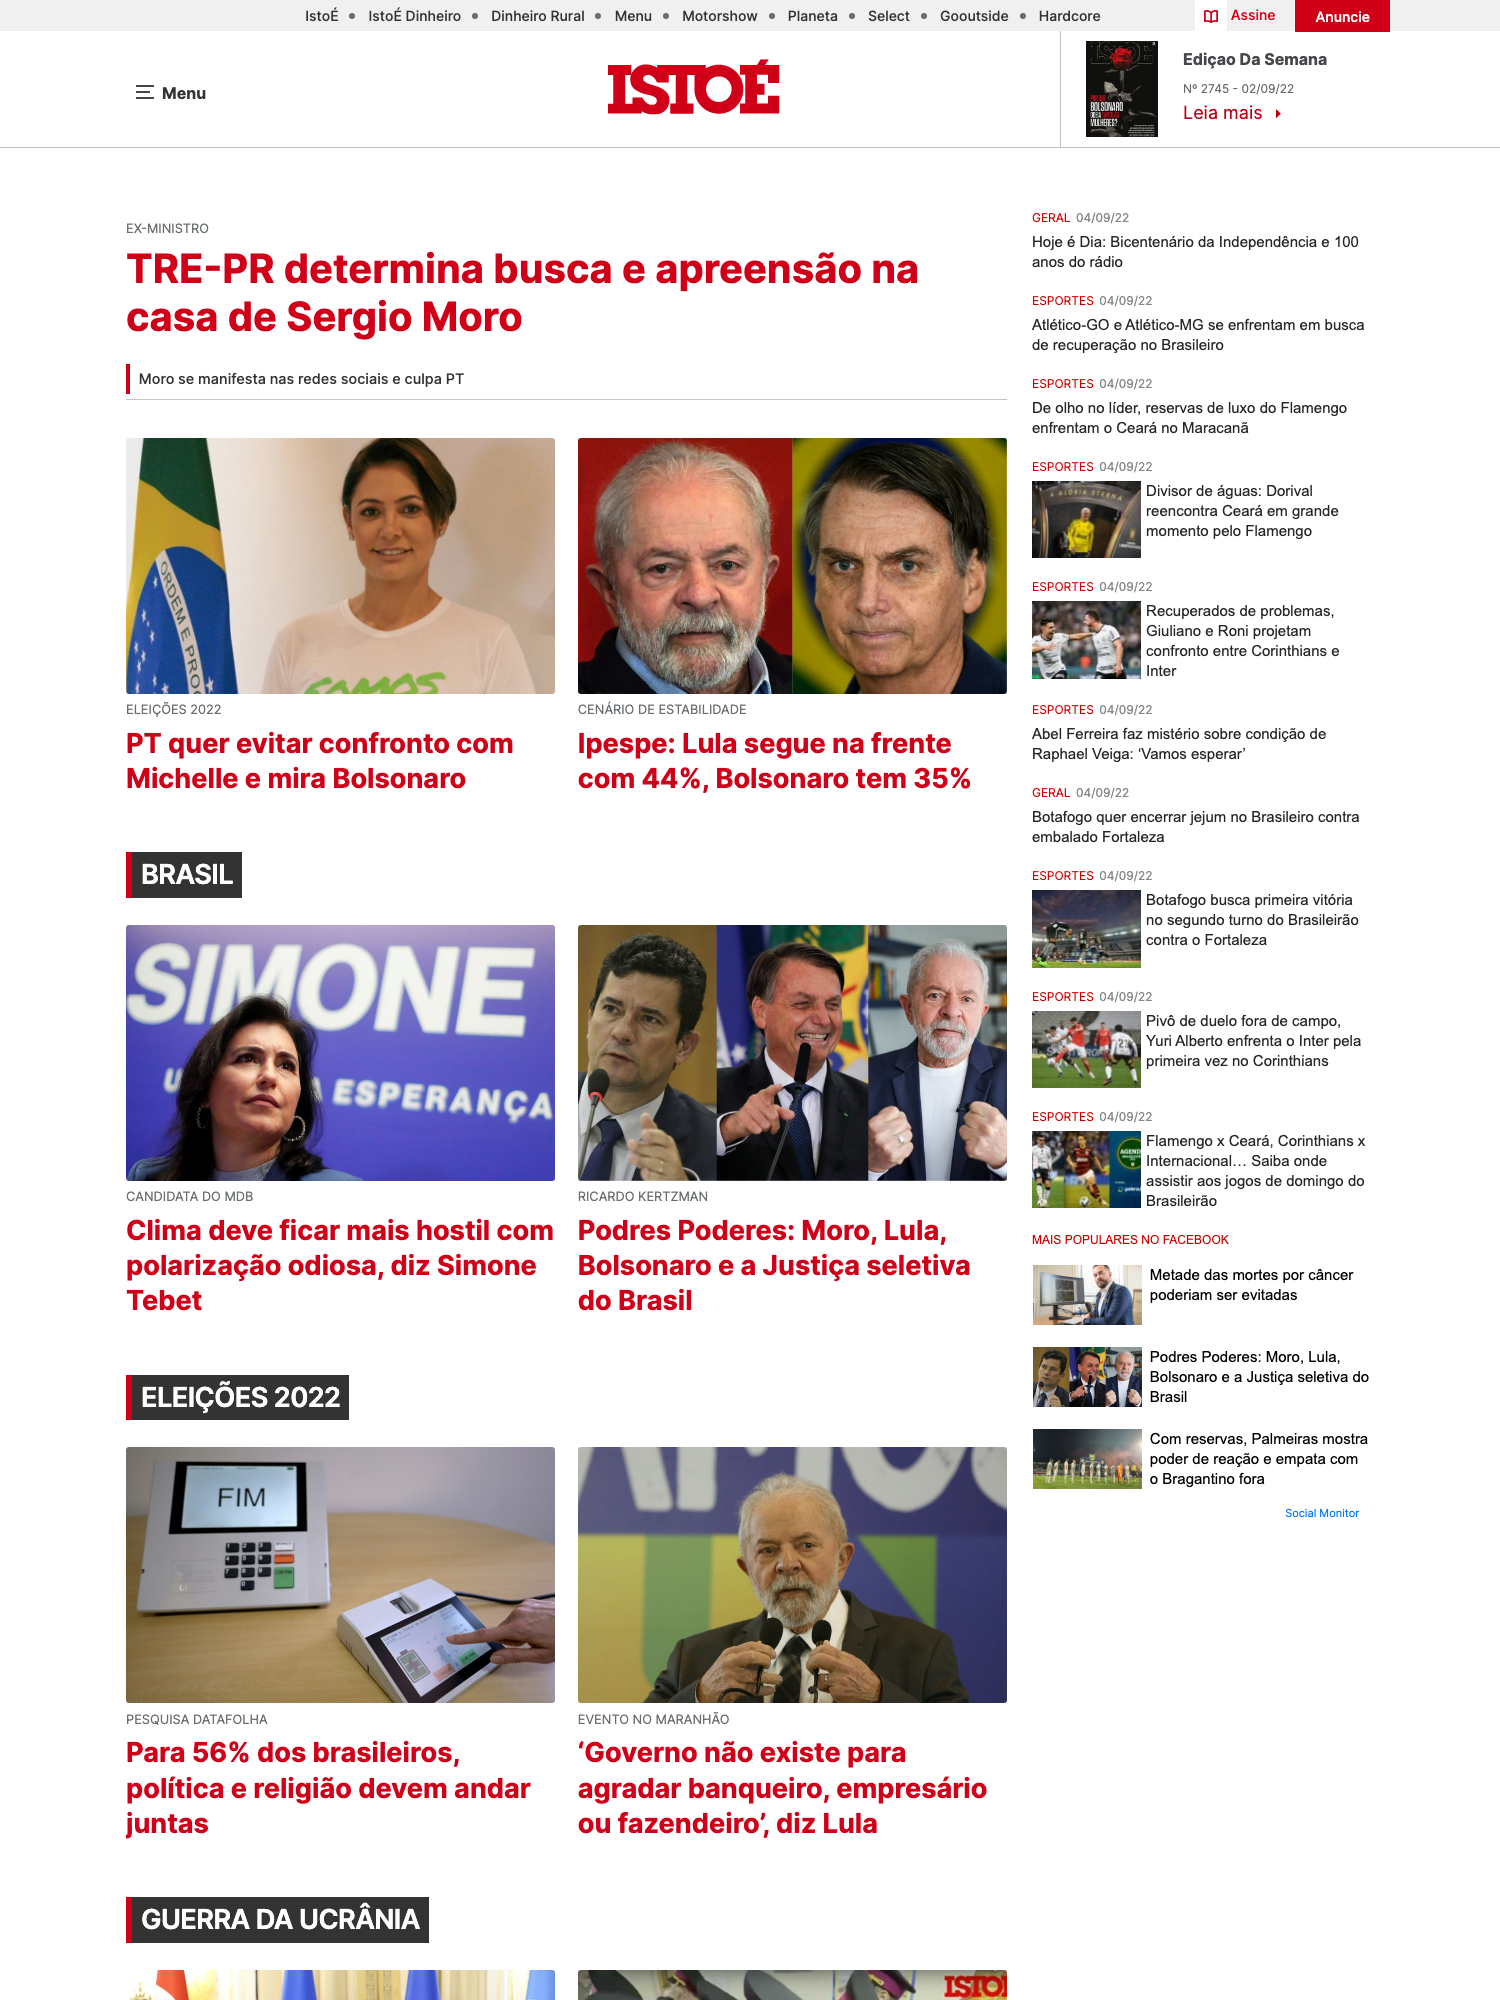 IstoÉ • IstoÉ Dinheiro • Dinheiro Rural • Menu • Motorshow • Planeta • Select • Gooutside • Hardcore
Assine
Anuncie
Menu
ISTOÉ
ISTOÉ
BOLSONARO
MULHERES?
Ediçao Da Semana
Nº 2745 - 02/09/22
Leia mais
EX-MINISTRO
TRE-PR determina busca e apreensão na
casa de Sergio Moro
Moro se manifesta nas redes sociais e culpa PT
ORDEM E PROG
ELEIÇÕES 2022
PT quer evitar confronto com
Michelle e mira Bolsonaro
CENÁRIO DE ESTABILIDADE
Ipespe: Lula segue na frente
com 44%, Bolsonaro tem 35%
BRASIL
SIMONE
ESPERANÇA
CANDIDATA DO MDB
Clima deve ficar mais hostil com
polarização odiosa, diz Simone
Tebet
RICARDO KERTZMAN
Podres Poderes: Moro, Lula,
Bolsonaro e a Justiça seletiva
do Brasil
ELEIÇÕES 2022
FIM
PESQUISA DATAFOLHA
Para 56% dos brasileiros,
política e religião devem andar
juntas
EVENTO NO MARANHÃO
‘Governo não existe para
agradar banqueiro, empresário
ou fazendeiro’, diz Lula
GUERRA DA UCRÂNIA
ISTOÉ
GERAL 04/09/22
Hoje é Dia: Bicentenário da Independência e 100
anos do rádio
ESPORTES 04/09/22
Atlético-GO e Atlético-MG se enfrentam em busca
de recuperação no Brasileiro
ESPORTES 04/09/22
De olho no líder, reservas de luxo do Flamengo
enfrentam o Ceará no Maracanã
ESPORTES 04/09/22
A GLÓRIA ETERNA
Divisor de águas: Dorival
reencontra Ceará em grande
momento pelo Flamengo
ESPORTES 04/09/22
Recuperados de problemas,
Giuliano e Roni projetam
confronto entre Corinthians e
Inter
ESPORTES 04/09/22
Abel Ferreira faz mistério sobre condição de
Raphael Veiga: ‘Vamos esperar’
GERAL 04/09/22
Botafogo quer encerrar jejum no Brasileiro contra
embalado Fortaleza
ESPORTES 04/09/22
Botafogo busca primeira vitória
no segundo turno do Brasileirão
contra o Fortaleza
ESPORTES 04/09/22
23
Pivô de duelo fora de campo,
Yuri Alberto enfrenta o Inter pela
primeira vez no Corinthians
ESPORTES 04/09/22
AGEND
Flamengo x Ceará, Corinthians x
Internacional… Saiba onde
assistir aos jogos de domingo do
Brasileirão
MAIS POPULARES NO FACEBOOK
Metade das mortes por câncer
poderiam ser evitadas
Podres Poderes: Moro, Lula,
Bolsonaro e a Justiça seletiva do
Brasil
Com reservas, Palmeiras mostra
poder de reação e empata com
o Bragantino fora
Social Monitor